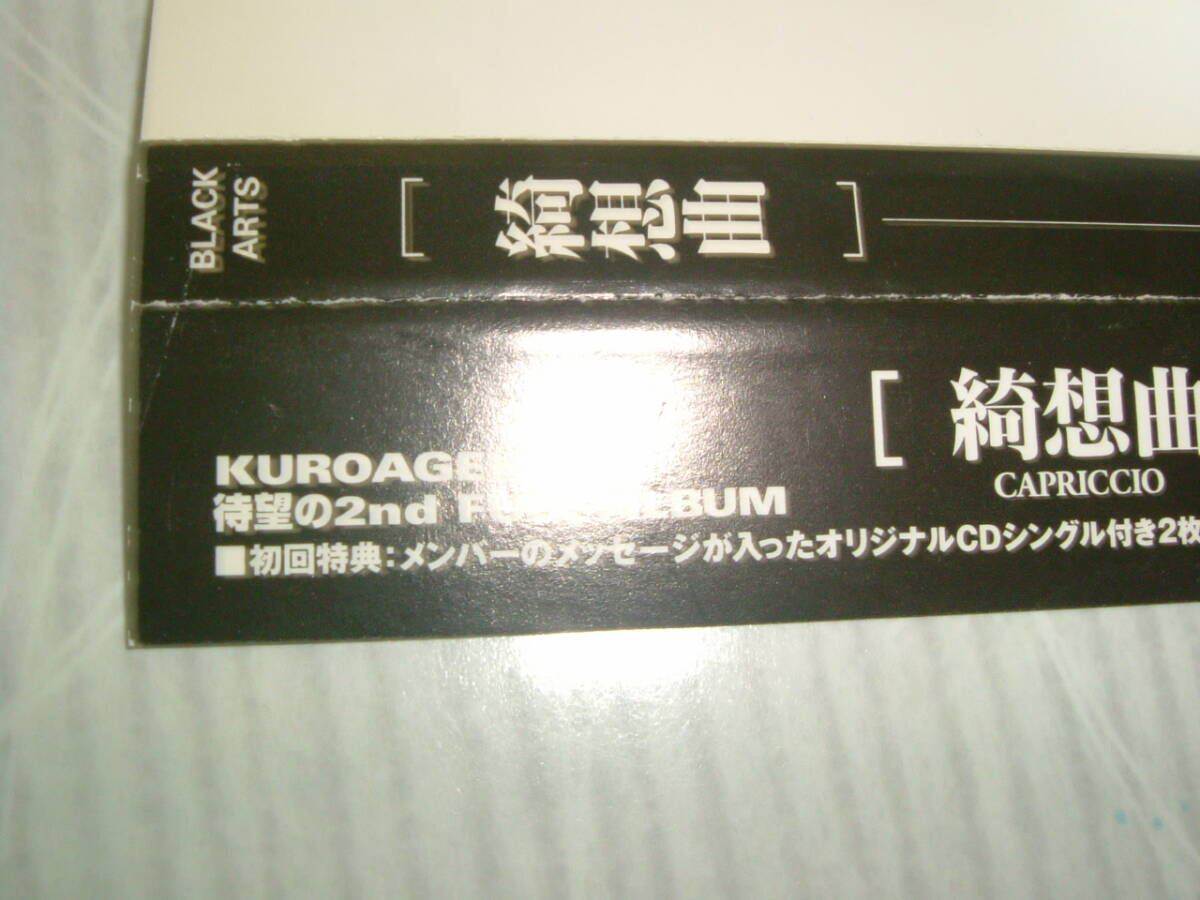 BLACK
ARTS
[綺想曲]
[綺想曲
CAPRICCIO
KUROAGE
待望の2nd
■初回特典:メンバーのメッセージが入ったオリジナルCDシングル付き2枚